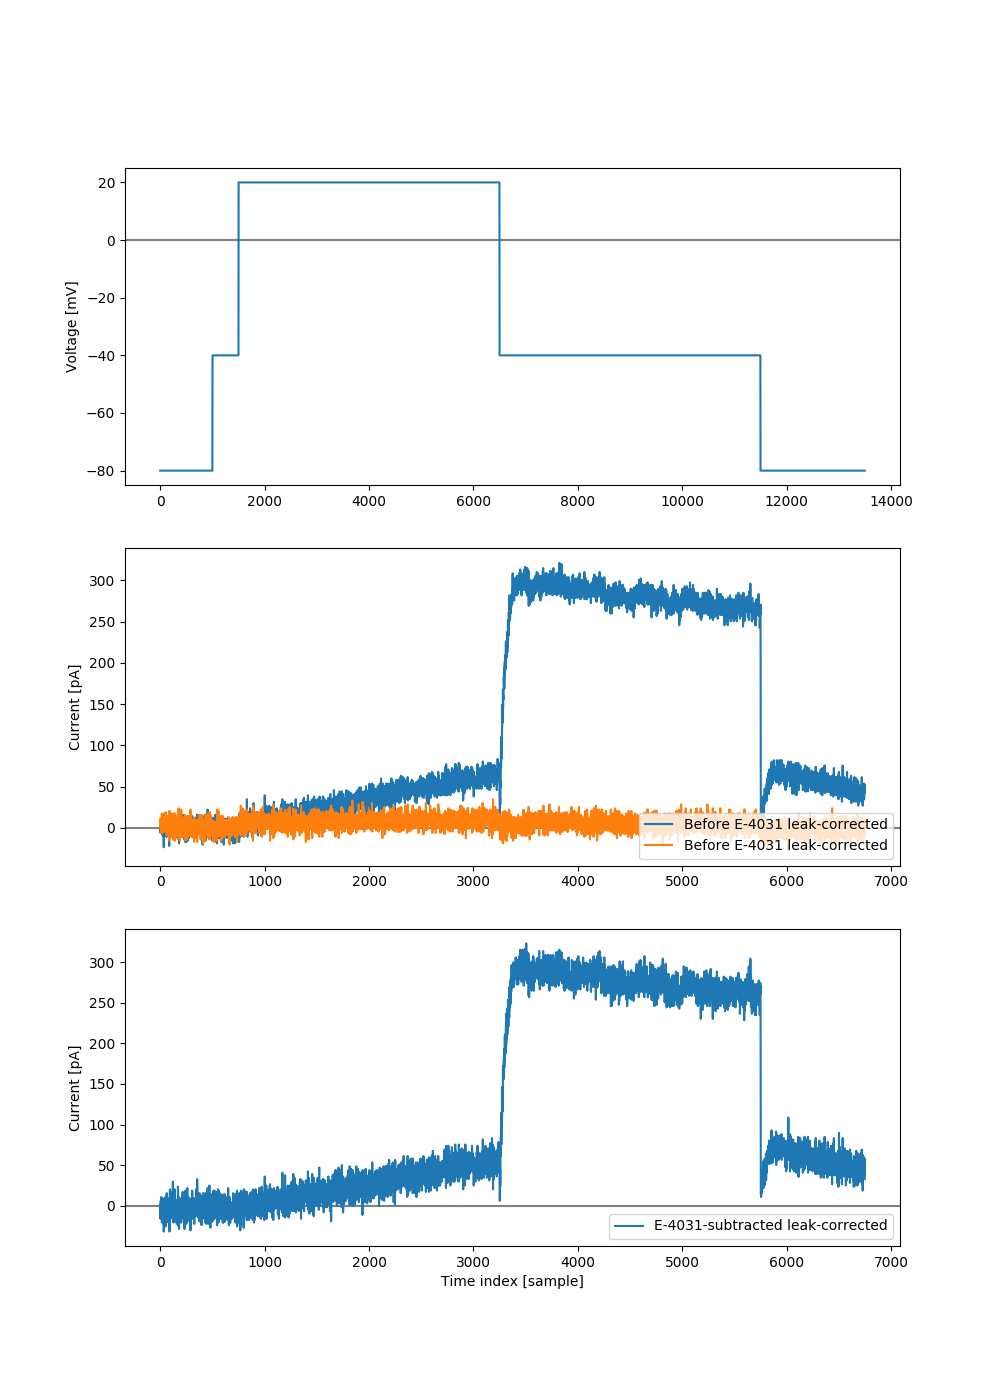 20
0
−20
−40
−60
−80
Voltage [mV]
0 2000 4000 6000 8000 10000 12000 14000
300
250
200
150
100
50
0
Current [pA]
Before E-4031 leak-corrected
Before E-4031 leak-corrected
0 1000 2000 3000 4000 5000 6000 7000
300
250
200
150
100
50
0
Current [pA]
E-4031-subtracted leak-corrected
0 1000 2000 3000 4000 5000 6000 7000
Time index [sample]